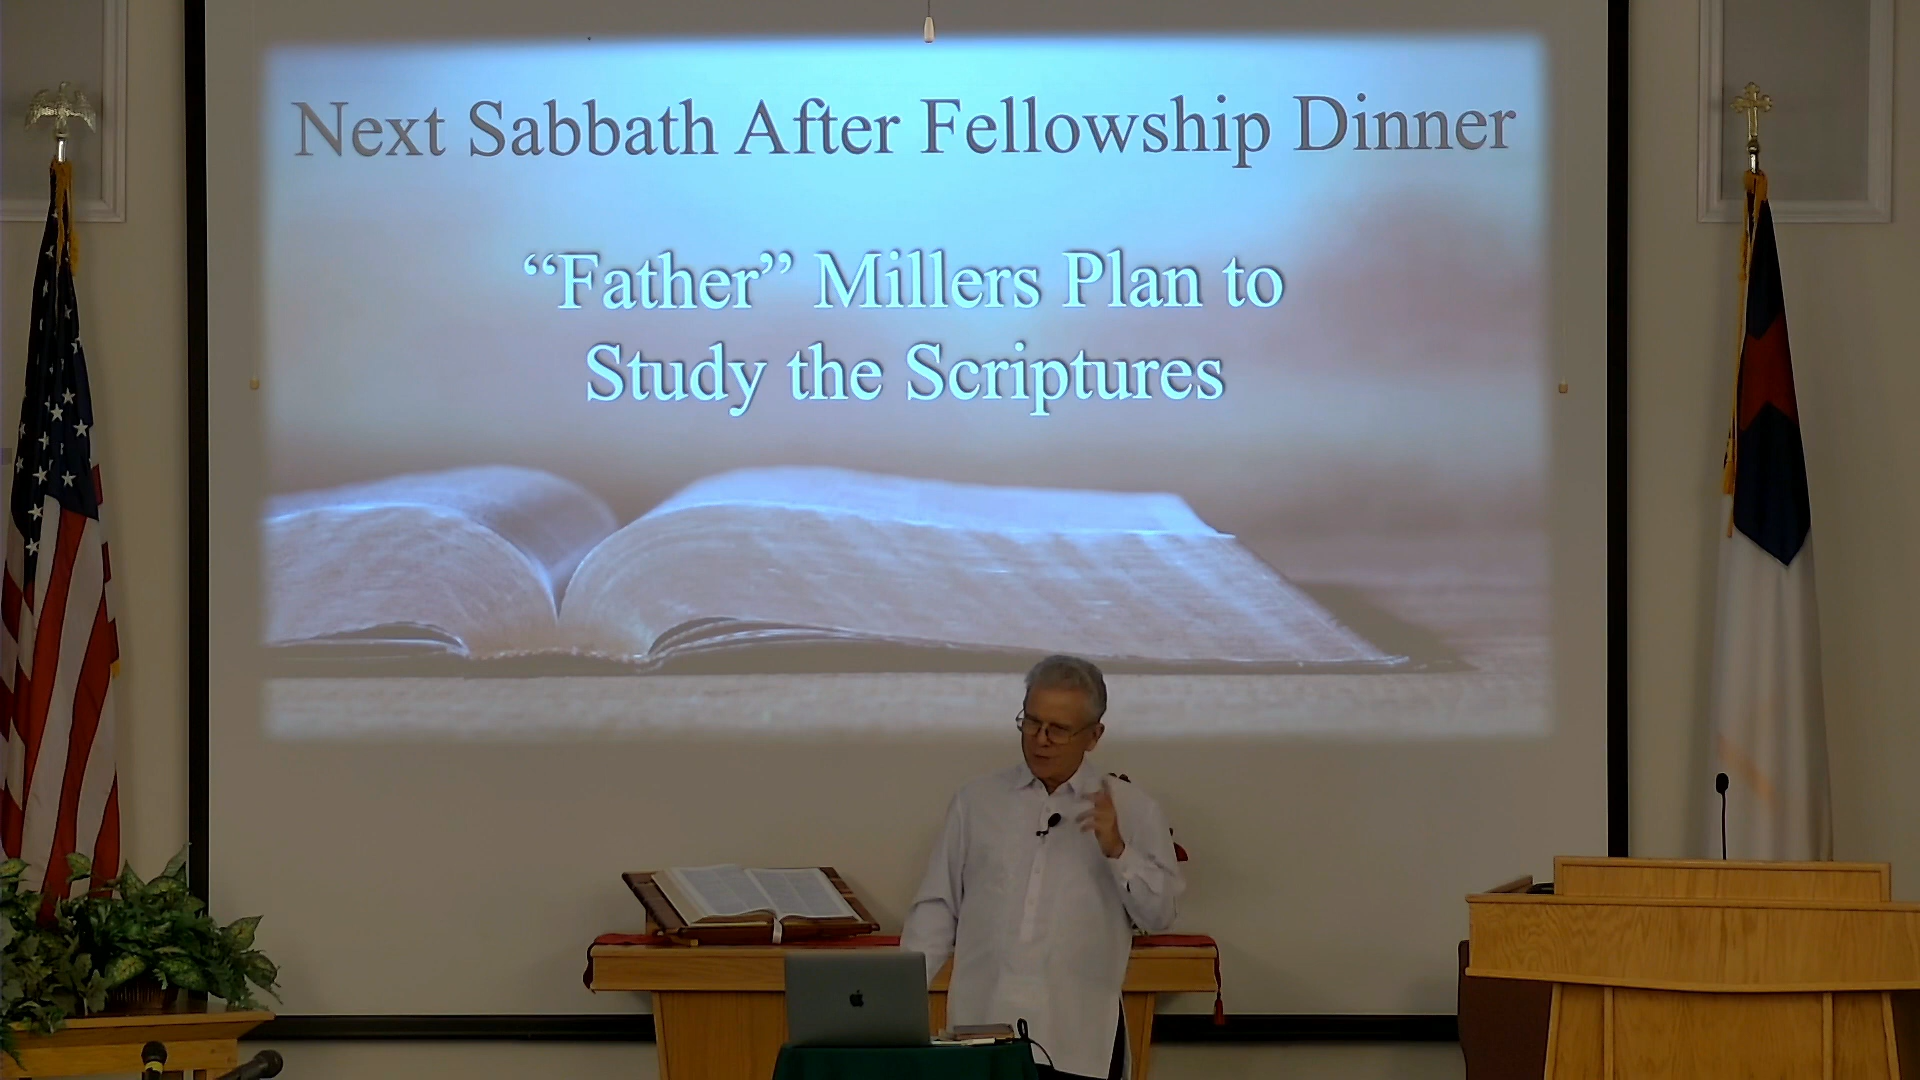 Next Sabbath After Fellowship Dinner
“Father” Millers Plan to
Study the Scriptures